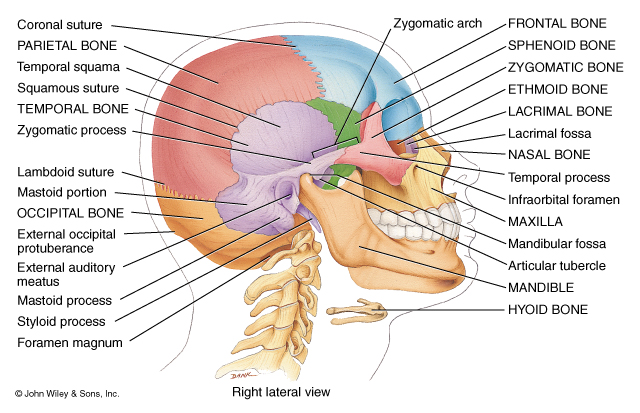 Coronal suture
PARIETAL BONE
Temporal squama
Squamous suture
TEMPORAL BONE
Zygomatic process
Lambdoid suture
Mastoid portion
OCCIPITAL BONE
External occipital
protuberance
External auditory
meatus
Mastoid process
Styloid process
Foramen magnum
Zygomatic arch
FRONTAL BONE
SPHENOID BONE
ZYGOMATIC BONE
ETHMOID BONE
LACRIMAL BONE
Lacrimal fossa
NASAL BONE
Temporal process
Infraorbital foramen
MAXILLA
Mandibular fossa
Articular tubercle
MANDIBLE
HYOID BONE
© John Wiley & Sons, Inc.
Right lateral view